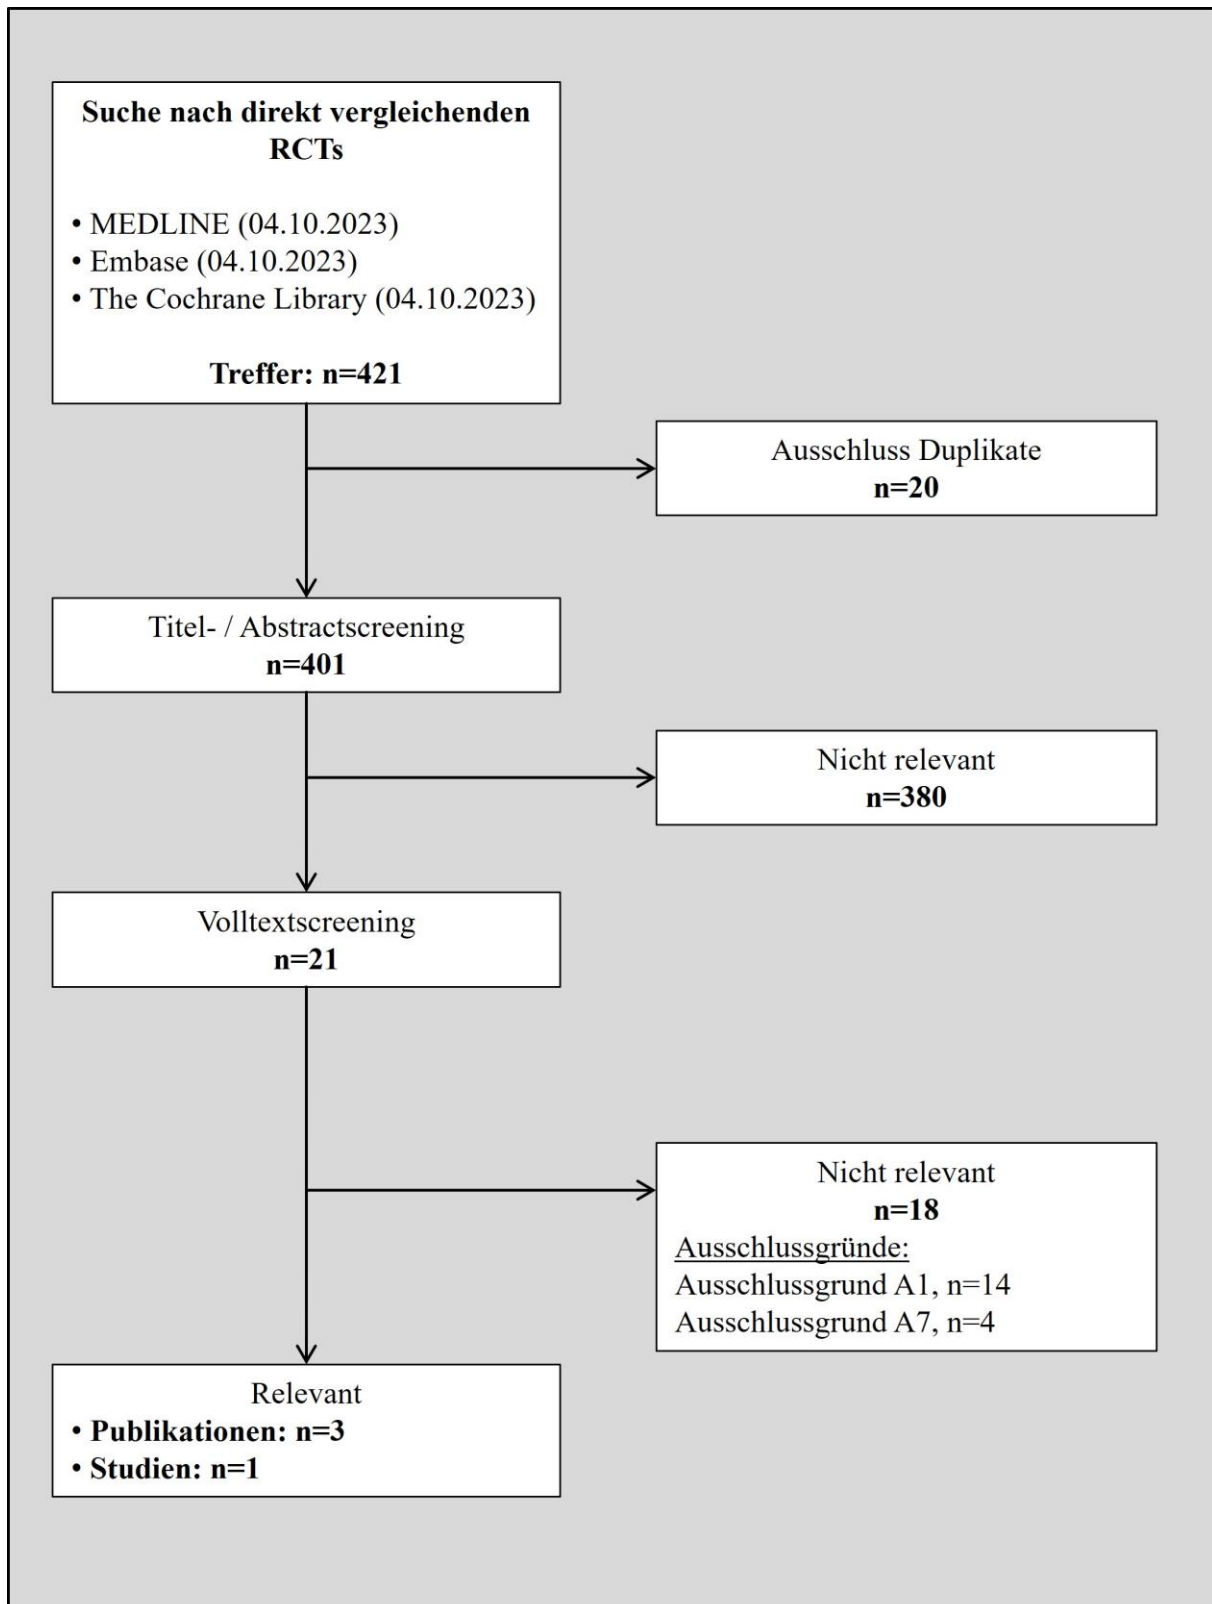 Suche nach direkt vergleichenden
RCTs
• MEDLINE (04.10.2023)
• Embase (04.10.2023)
• The Cochrane Library (04.10.2023)
Treffer: n=421
Ausschluss Duplikate
n=20
Titel- / Abstractscreening
n=401
Nicht relevant
n=380
Volltextscreening
n=21
Nicht relevant
n=18
Ausschlussgründe:
Ausschlussgrund A1, n=14
Ausschlussgrund A7, n=4
Relevant
• Publikationen: n=3
• Studien: n=1